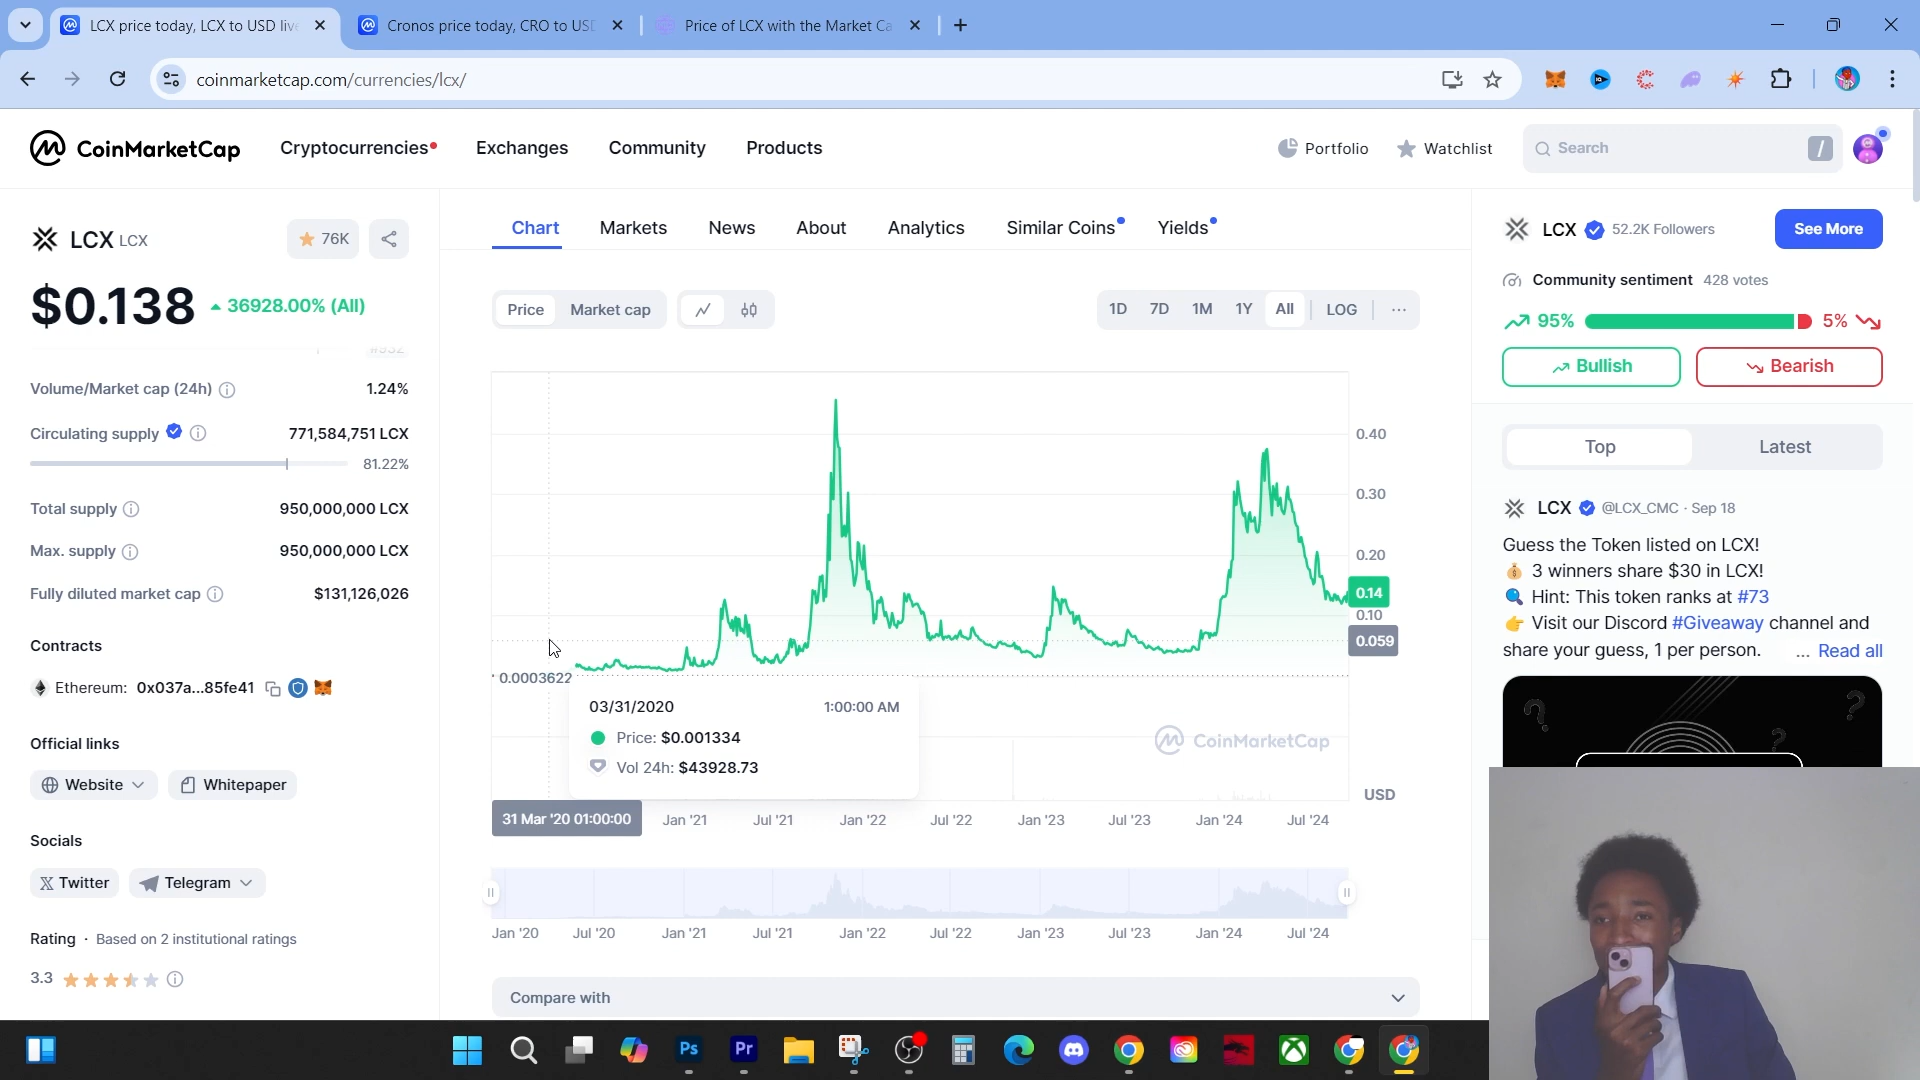 LCX price today, LCX to USD live
Cronos price today, CRO to USD
Price of LCX with the Market Ca
coinmarketcap.com/currencies/lcx/
CoinMarketCap
Cryptocurrencies
Exchanges
Community
Products
Portfolio
Watchlist
Search
/
LCX LCX
76K
$0.138
36928.00% (All)
Volume/Market cap (24h)
1.24%
Circulating supply
771,584,751 LCX
81.22%
Total supply
950,000,000 LCX
Max. supply
950,000,000 LCX
Fully diluted market cap
$131,126,026
Contracts
Ethereum: 0x037a...85fe41
Official links
Website
Whitepaper
Socials
Twitter
Telegram
Rating · Based on 2 institutional ratings
3.3
Chart
Markets
News
About
Analytics
Similar Coins
Yields
Price
Market cap
1D
7D
1M
1Y
All
LOG
...
0.40
0.30
0.20
0.14
0.10
0.059
0.0003622
03/31/2020
1:00:00 AM
Price: $0.001334
Vol 24h: $43928.73
CoinMarketCap
USD
31 Mar '20 01:00:00
Jan '21
Jul '21
Jan '22
Jul '22
Jan '23
Jul '23
Jan '24
Jul '24
Jan '20
Jul '20
Jan '21
Jul '21
Jan '22
Jul '22
Jan '23
Jul '23
Jan '24
Jul '24
Compare with
LCX
52.2K Followers
See More
Community sentiment 428 votes
95%
5%
Bullish
Bearish
Top
Latest
LCX @LCX_CMC · Sep 18
Guess the Token listed on LCX!
3 winners share $30 in LCX!
Hint: This token ranks at #73
Visit our Discord #Giveaway channel and
share your guess, 1 per person. ... Read all
Ps
Pr